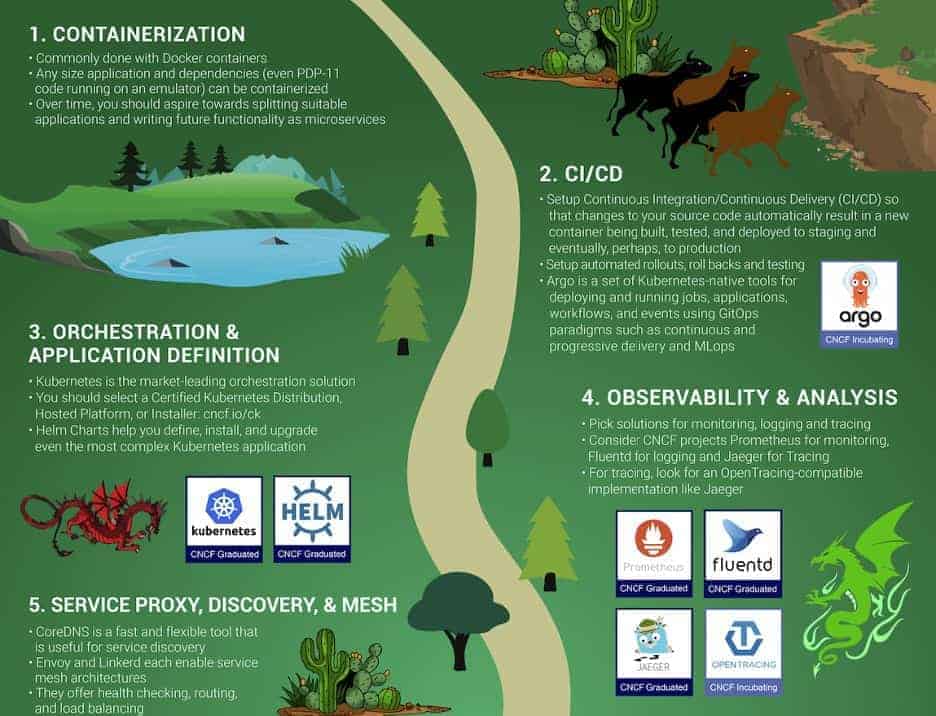 1. CONTAINERIZATION
• Commonly done with Docker containers
• Any size application and dependencies (even PDP-11
code running on an emulator) can be containerized
• Over time, you should aspire towards splitting suitable
applications and writing future functionality as microservices
2. CI/CD
• Setup Continuous Integration/Continuous Delivery (CI/CD) so
that changes to your source code automatically result in a new
container being built, tested, and deployed to staging and
eventually, perhaps, to production
• Setup automated rollouts, roll backs and testing
• Argo is a set of Kubernetes-native tools for
deploying and running jobs, applications,
workflows, and events using GitOps
paradigms such as continuous and
progressive delivery and MLops
argo
CNCF Incubating
3. ORCHESTRATION &
APPLICATION DEFINITION
• Kubernetes is the market-leading orchestration solution
• You should select a Certified Kubernetes Distribution,
Hosted Platform, or Installer: cncf.io/ck
• Helm Charts help you define, install, and upgrade
even the most complex Kubernetes application
kubernetes
CNCF Graduated
HELM
CNCF Graduated
4. OBSERVABILITY & ANALYSIS
• Pick solutions for monitoring, logging and tracing
• Consider CNCF projects Prometheus for monitoring,
Fluentd for logging and Jaeger for Tracing
• For tracing, look for an OpenTracing-compatible
implementation like Jaeger
Prometheus
CNCF Graduated
fluentd
CNCF Graduated
JAEGER
CNCF Graduated
OPENTRACING
CNCF Incubating
5. SERVICE PROXY, DISCOVERY, & MESH
• CoreDNS is a fast and flexible tool that
is useful for service discovery
• Envoy and Linkerd each enable service
mesh architectures
• They offer health checking, routing,
and load balancing